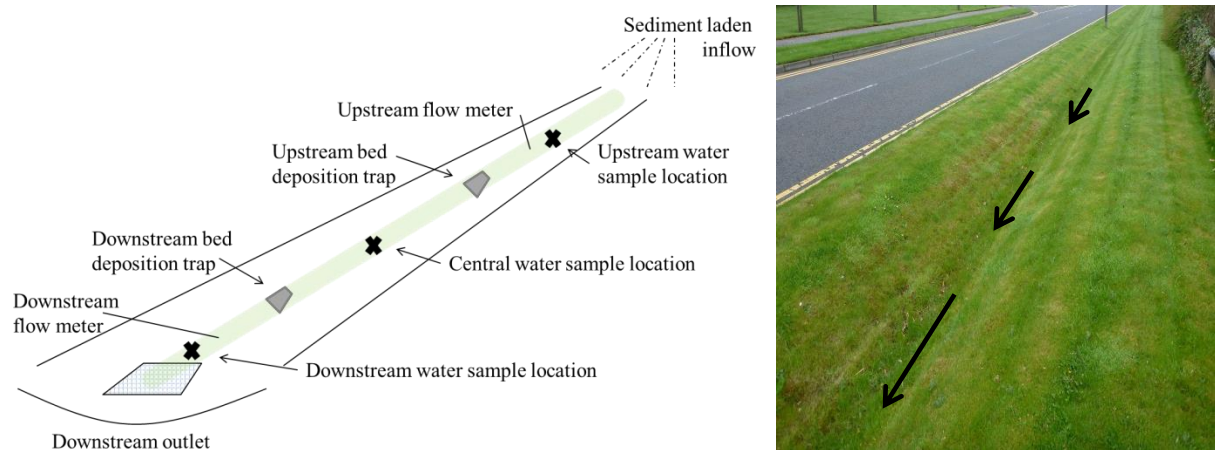 Sediment laden
inflow
Upstream flow meter
Upstream bed
deposition trap
Upstream water
sample location
Downstream bed
deposition trap
Central water sample location
Downstream
flow meter
Downstream water sample location
Downstream outlet